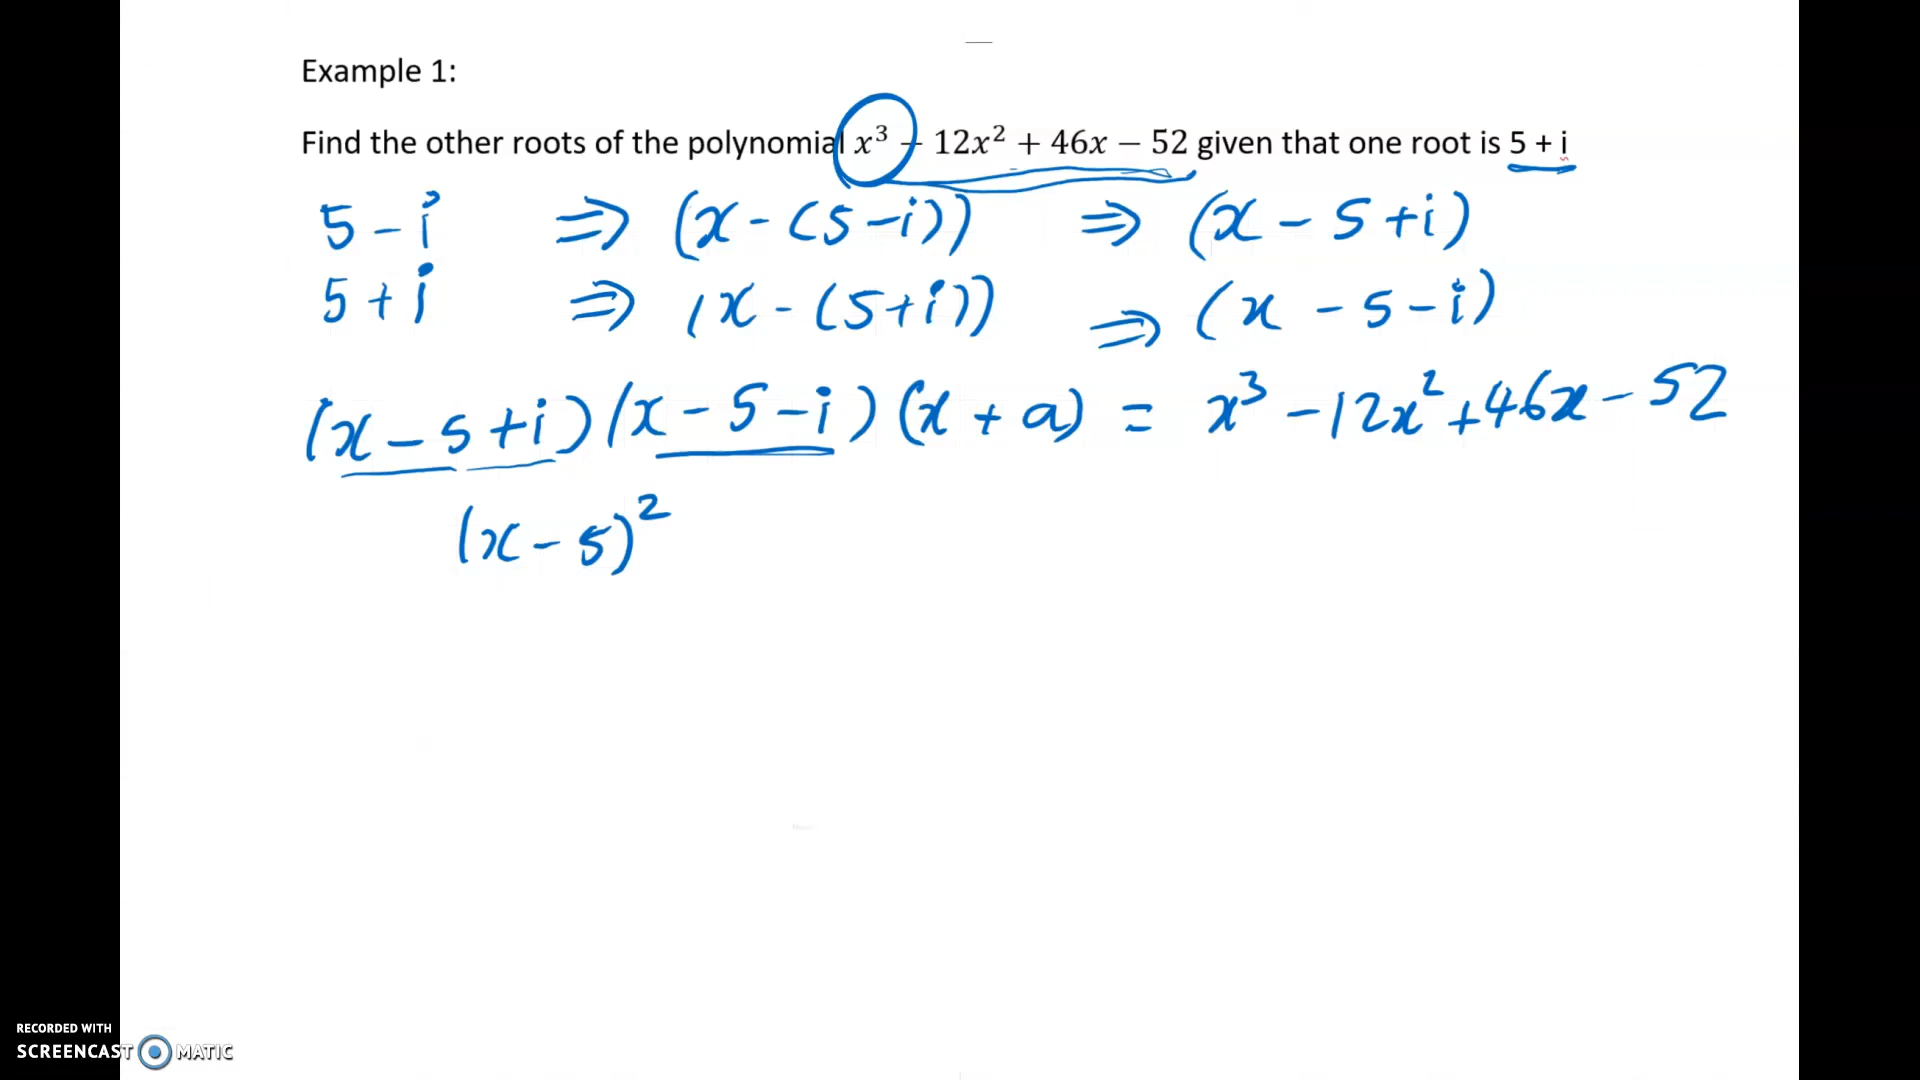 Example 1:
Find the other roots of the polynomial x³ − 12x² + 46x − 52 given that one root is 5 + i
5 − i ⇒ (x − (5 − i)) ⇒ (x − 5 + i)
5 + i ⇒ (x − (5 + i)) ⇒ (x − 5 − i)
(x − 5 + i)(x − 5 − i)(x + a) = x³ − 12x² + 46x − 52
(x − 5)²
RECORDED WITH
SCREENCAST MATIC